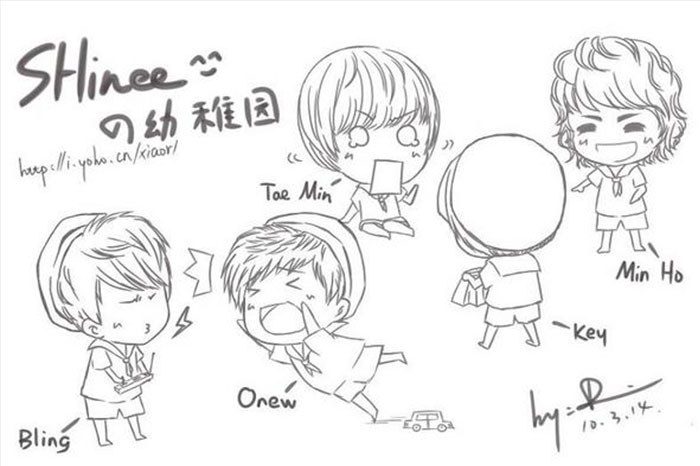 SHinee ^^
の幼稚园
http://i.yoho.cn/xiaor/
Tae Min
Min Ho
Key
Onew
Bling
by:R
10.3.14.